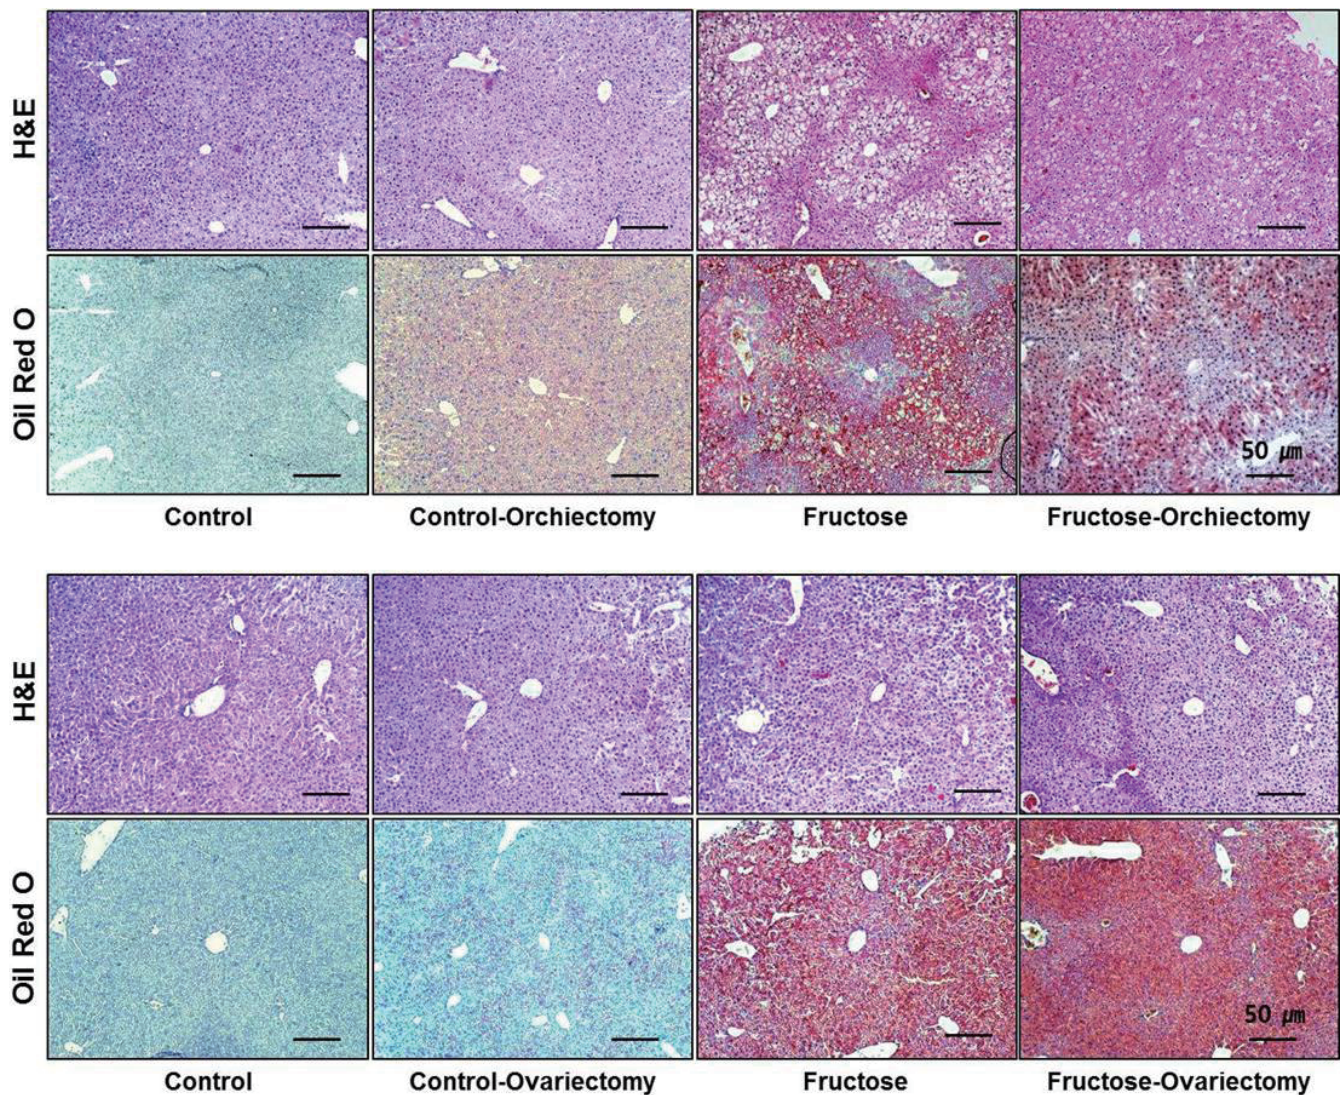 H&E
Oil Red O
50 µm
Control
Control-Orchiectomy
Fructose
Fructose-Orchiectomy
H&E
Oil Red O
50 µm
Control
Control-Ovariectomy
Fructose
Fructose-Ovariectomy